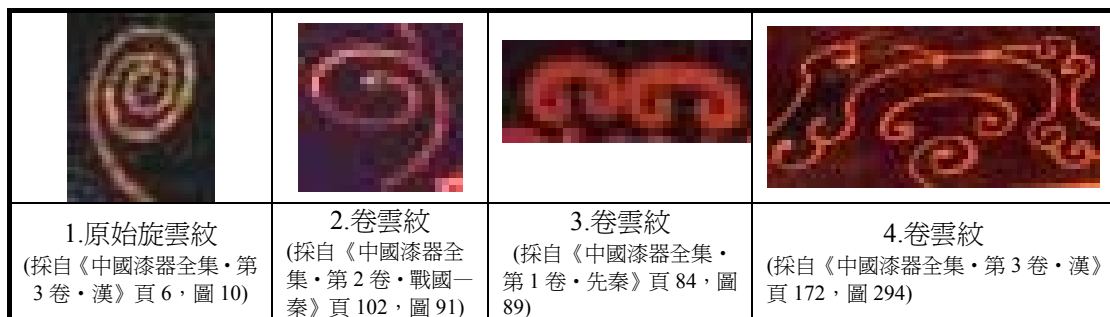 1.原始旋雲紋
(採自《中國漆器全集‧第
3 卷‧漢》頁 6，圖 10)
2.卷雲紋
(採自《中國漆器全
集‧第 2 卷‧戰國—
秦》頁 102，圖 91)
3.卷雲紋
(採自《中國漆器全集‧
第 1 卷‧先秦》頁 84，圖
89)
4.卷雲紋
(採自《中國漆器全集‧第 3 卷‧漢》
頁 172，圖 294)